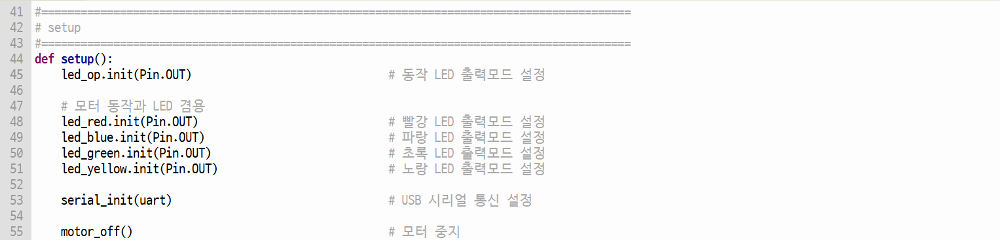 41 #==========================================================================================
42 # setup
43 #==========================================================================================
44 def setup():
45     led_op.init(Pin.OUT)                              # 동작 LED 출력모드 설정
46
47     # 모터 동작과 LED 겸용
48     led_red.init(Pin.OUT)                             # 빨강 LED 출력모드 설정
49     led_blue.init(Pin.OUT)                            # 파랑 LED 출력모드 설정
50     led_green.init(Pin.OUT)                           # 초록 LED 출력모드 설정
51     led_yellow.init(Pin.OUT)                          # 노랑 LED 출력모드 설정
52
53     serial_init(uart)                                 # USB 시리얼 통신 설정
54
55     motor_off()                                       # 모터 중지